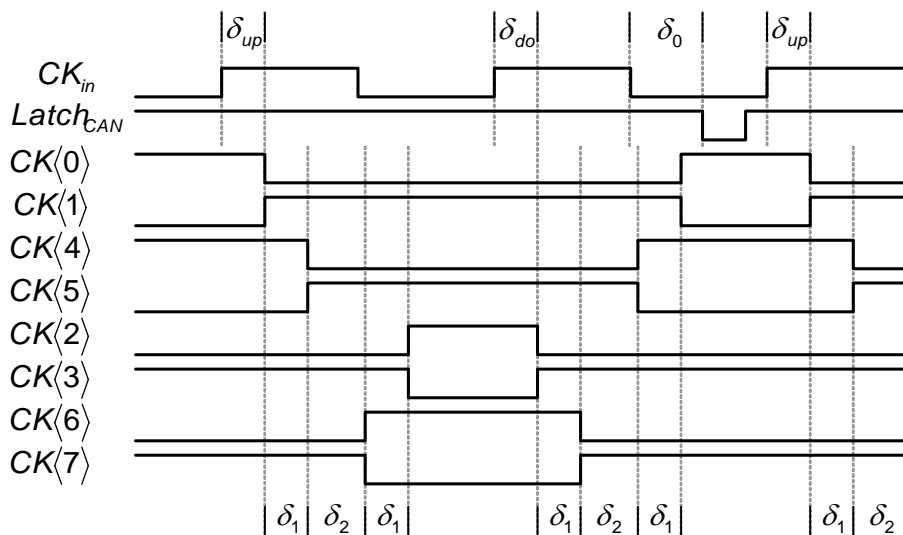 δup δdo δ0 δup
CKin
LatchCAN
CK⟨0⟩
CK⟨1⟩
CK⟨4⟩
CK⟨5⟩
CK⟨2⟩
CK⟨3⟩
CK⟨6⟩
CK⟨7⟩
δ1 δ2 δ1 δ1 δ2 δ1 δ1 δ2